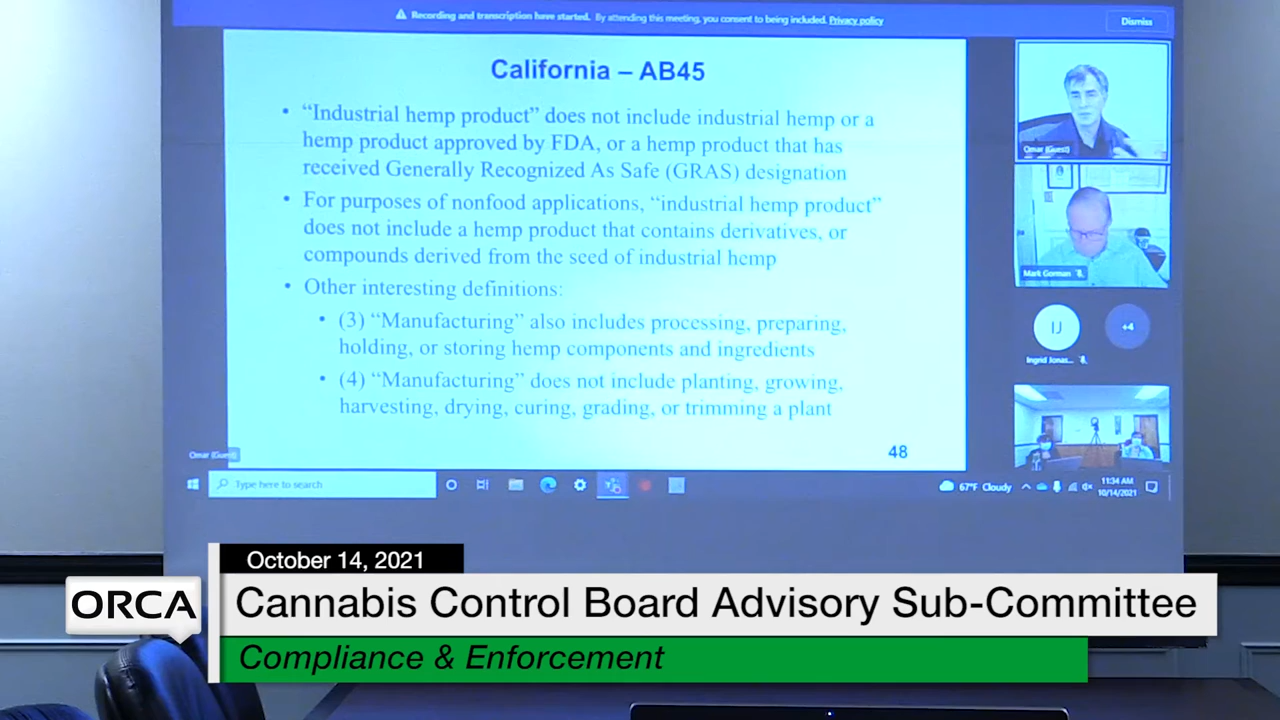 Recording and transcription have started. By attending this meeting, you consent to being included. Privacy policy
Dismiss
California – AB45
• “Industrial hemp product” does not include industrial hemp or a
hemp product approved by FDA, or a hemp product that has
received Generally Recognized As Safe (GRAS) designation
• For purposes of nonfood applications, “industrial hemp product”
does not include a hemp product that contains derivatives, or
compounds derived from the seed of industrial hemp
• Other interesting definitions:
• (3) “Manufacturing” also includes processing, preparing,
holding, or storing hemp components and ingredients
• (4) “Manufacturing” does not include planting, growing,
harvesting, drying, curing, grading, or trimming a plant
48
Omar (Guest)
Omar (Guest)
Mark Gorman
IJ
+4
Ingrid Jonas...
Type here to search
67°F Cloudy
11:34 AM
10/14/2021
October 14, 2021
ORCA
Cannabis Control Board Advisory Sub-Committee
Compliance & Enforcement